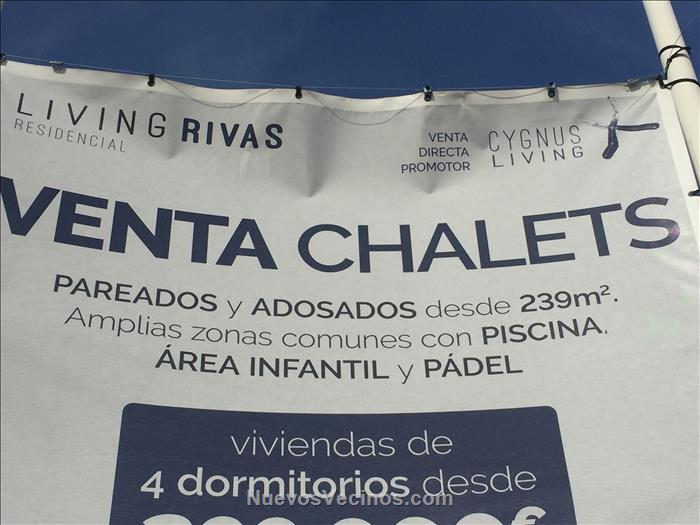 LIVING RIVAS
RESIDENCIAL
VENTA
DIRECTA
PROMOTOR
CYGNUS
LIVING
VENTA CHALETS
PAREADOS y ADOSADOS desde 239m².
Amplias zonas comunes con PISCINA,
ÁREA INFANTIL y PÁDEL
viviendas de
4 dormitorios desde
€
NuevosVecinos.com